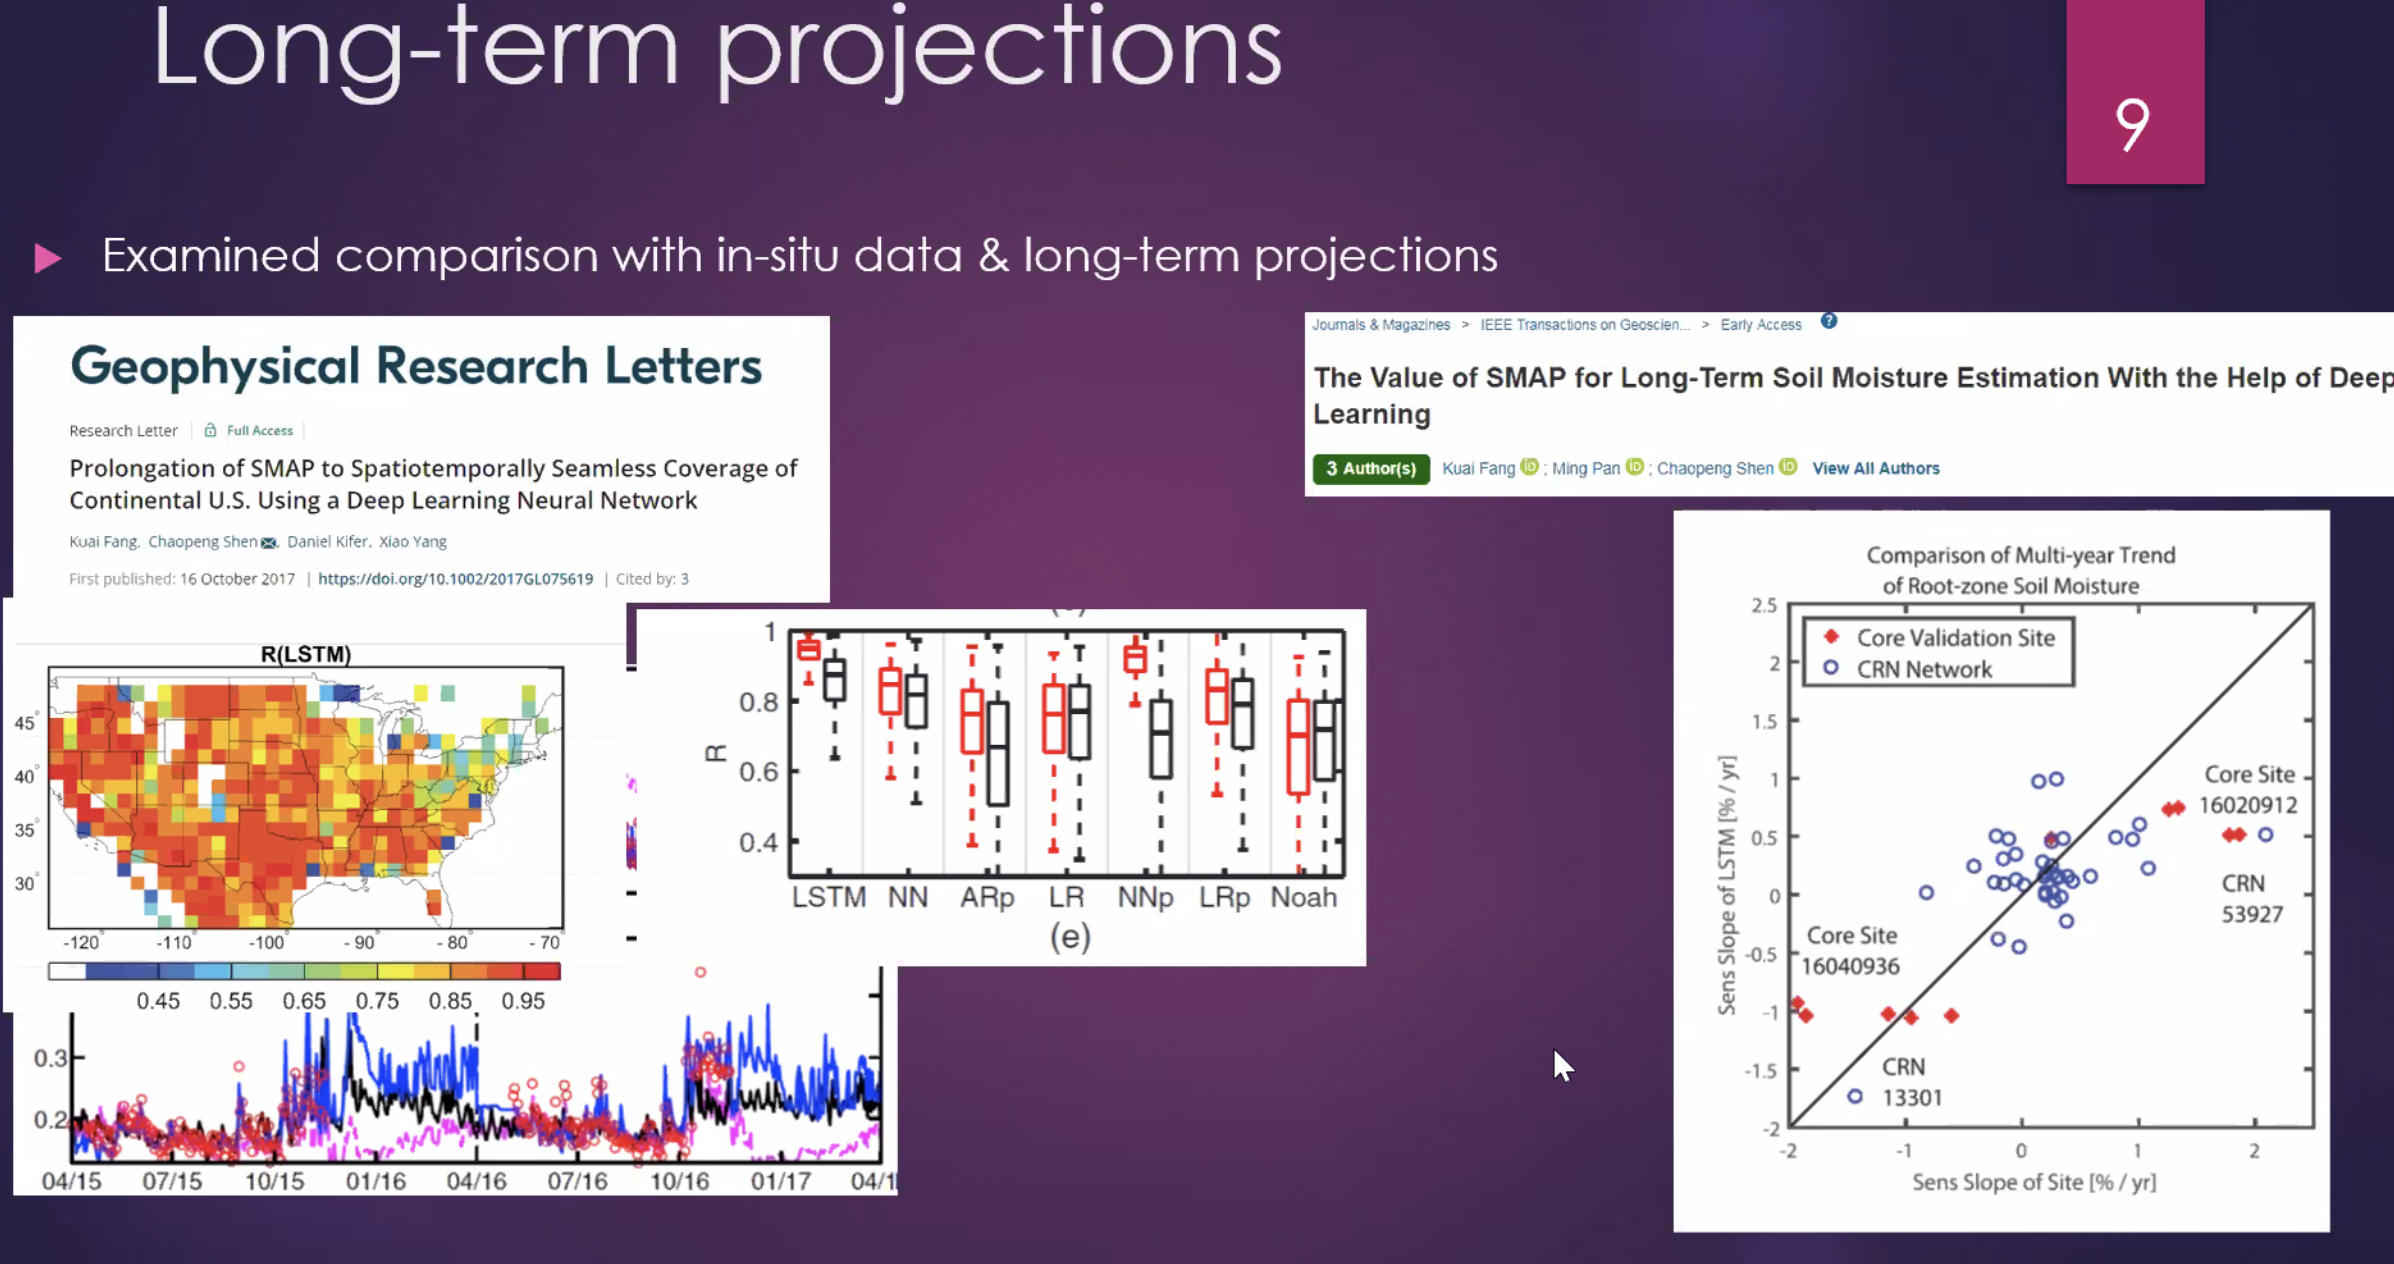 Long-term projections
9
Examined comparison with in-situ data & long-term projections
Geophysical Research Letters
Research Letter | Full Access |
Prolongation of SMAP to Spatiotemporally Seamless Coverage of
Continental U.S. Using a Deep Learning Neural Network
Kuai Fang, Chaopeng Shen, Daniel Kifer, Xiao Yang
First published: 16 October 2017 | https://doi.org/10.1002/2017GL075619 | Cited by: 3
Journals & Magazines > IEEE Transactions on Geoscien... > Early Access ?
The Value of SMAP for Long-Term Soil Moisture Estimation With the Help of Deep
Learning
3 Author(s) Kuai Fang iD ; Ming Pan iD ; Chaopeng Shen iD View All Authors
R(LSTM)
45°
40°
35°
30°
-120° -110° -100° -90° -80° -70°
0.45 0.55 0.65 0.75 0.85 0.95
0.3
0.2
04/15 07/15 10/15 01/16 04/16 07/16 10/16 01/17 04/1
1
0.8
0.6
0.4
R
LSTM NN ARp LR NNp LRp Noah
(e)
Comparison of Multi-year Trend
of Root-zone Soil Moisture
Core Validation Site
CRN Network
2.5
2
1.5
1
0.5
0
-0.5
-1
-1.5
-2
Sens Slope of LSTM [% / yr]
Core Site
16020912
CRN
53927
Core Site
16040936
CRN
13301
-2 -1 0 1 2
Sens Slope of Site [% / yr]